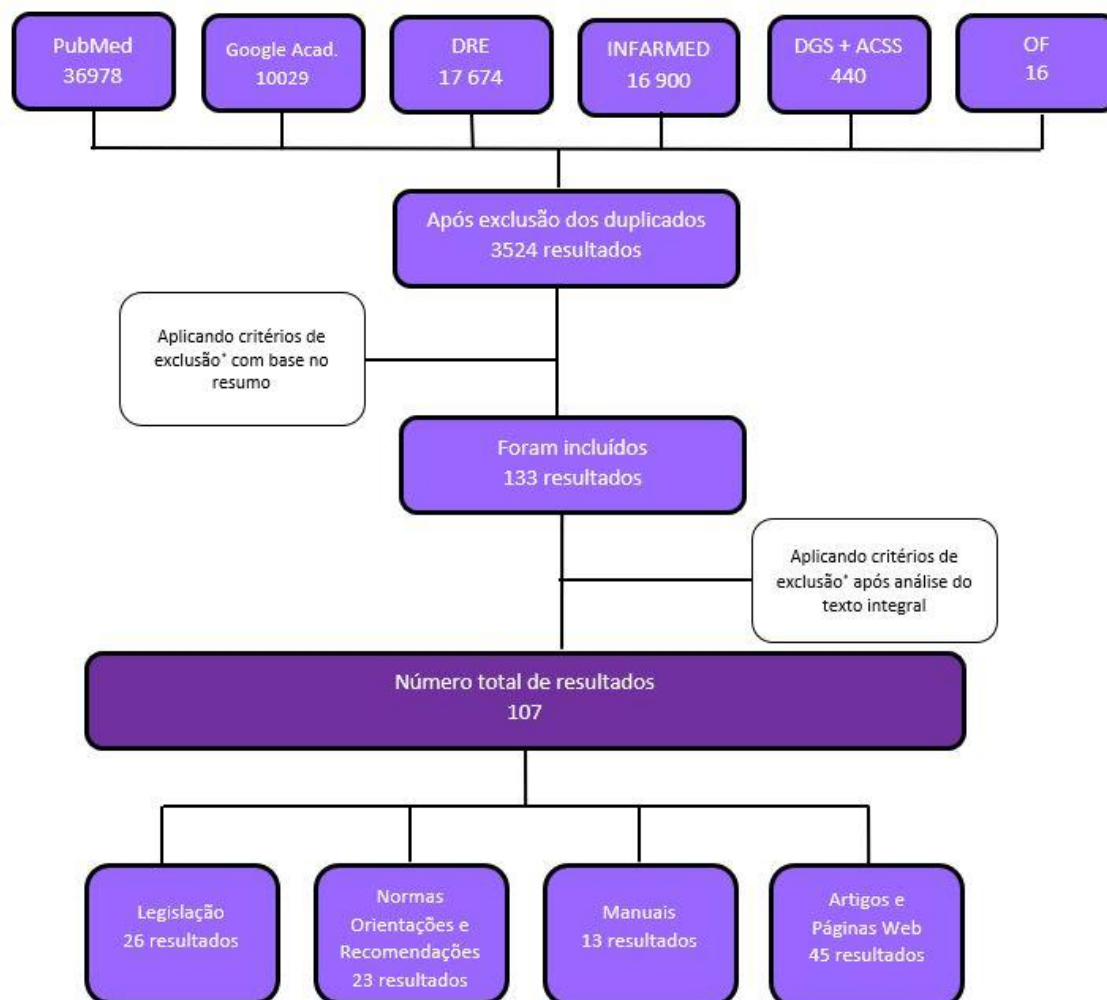 PubMed
36978
Google Acad.
10029
DRE
17 674
INFARMED
16 900
DGS + ACSS
440
OF
16
Após exclusão dos duplicados
3524 resultados
Aplicando critérios de
exclusão* com base no
resumo
Foram incluídos
133 resultados
Aplicando critérios de
exclusão* após análise do
texto integral
Número total de resultados
107
Legislação
26 resultados
Normas
Orientações e
Recomendações
23 resultados
Manuais
13 resultados
Artigos e
Páginas Web
45 resultados